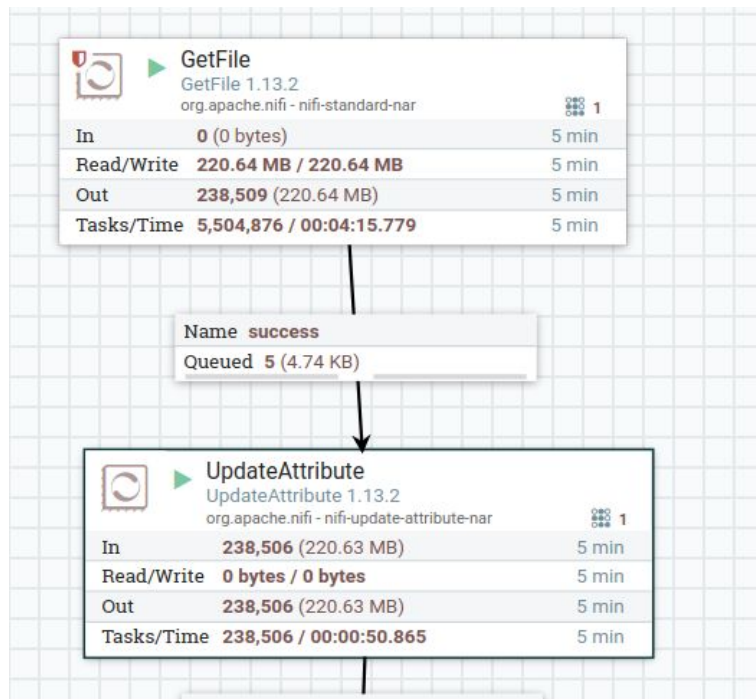 GetFile
GetFile 1.13.2
org.apache.nifi - nifi-standard-nar
1
In 0 (0 bytes) 5 min
Read/Write 220.64 MB / 220.64 MB 5 min
Out 238,509 (220.64 MB) 5 min
Tasks/Time 5,504,876 / 00:04:15.779 5 min
Name success
Queued 5 (4.74 KB)
UpdateAttribute
UpdateAttribute 1.13.2
org.apache.nifi - nifi-update-attribute-nar
1
In 238,506 (220.63 MB) 5 min
Read/Write 0 bytes / 0 bytes 5 min
Out 238,506 (220.63 MB) 5 min
Tasks/Time 238,506 / 00:00:50.865 5 min